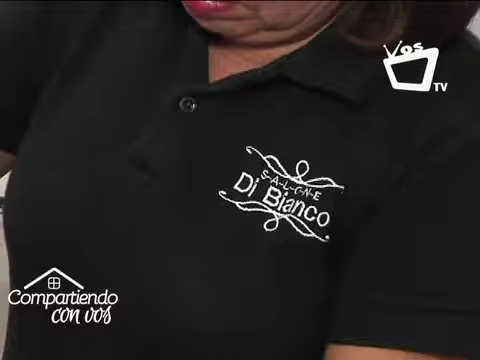 VOS
TV
S~A~L~O~N~E
Di Bianco
Compartiendo
con vos